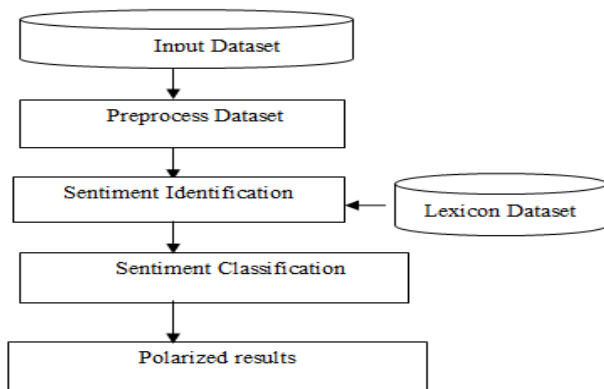 Input Dataset
Preprocess Dataset
Sentiment Identification
Lexicon Dataset
Sentiment Classification
Polarized results